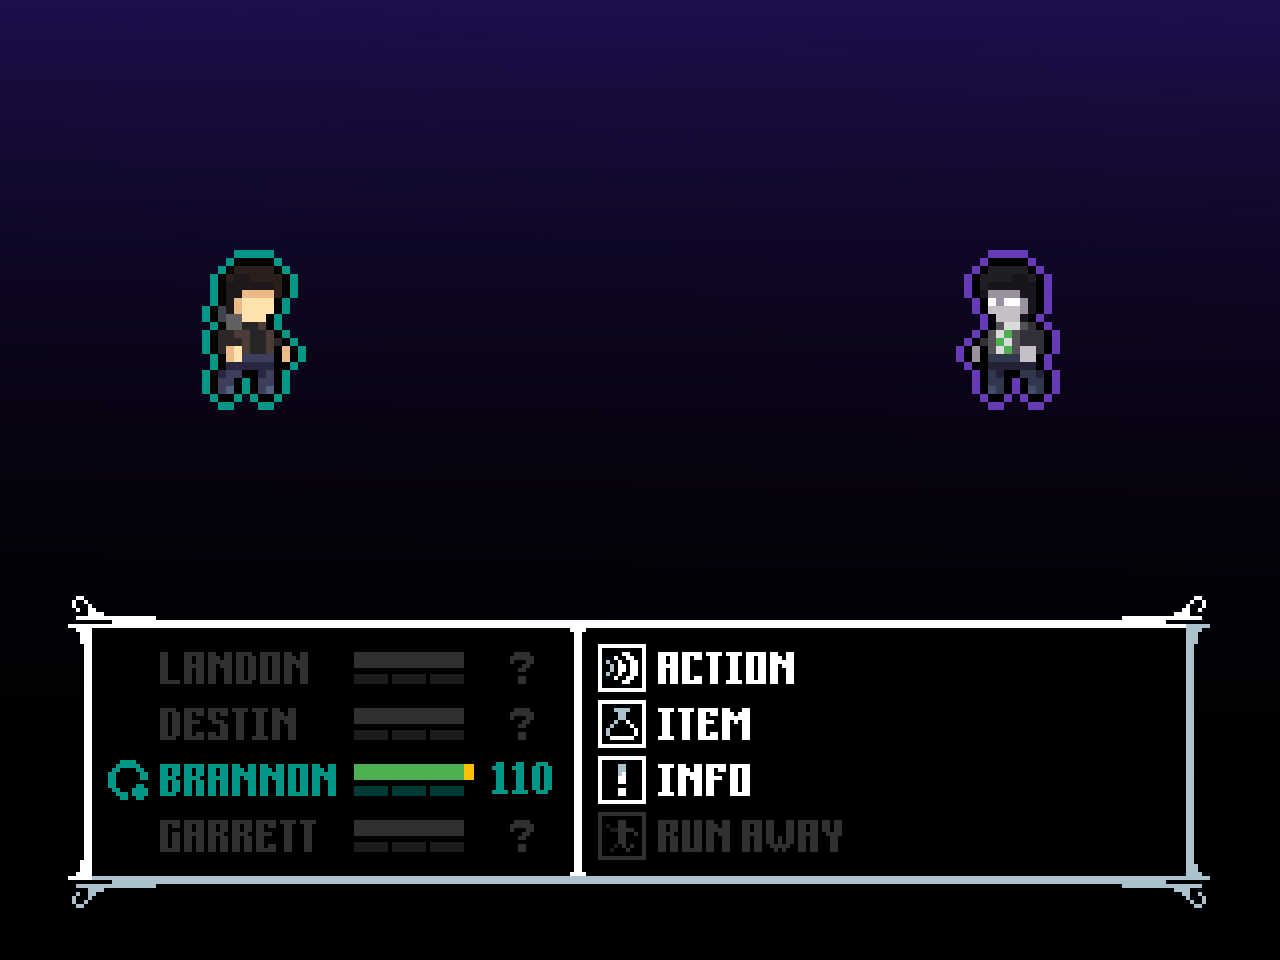 LANDON ?
DESTIN ?
BRANNON 110
GARRETT ?
ACTION
ITEM
! INFO
RUN AWAY